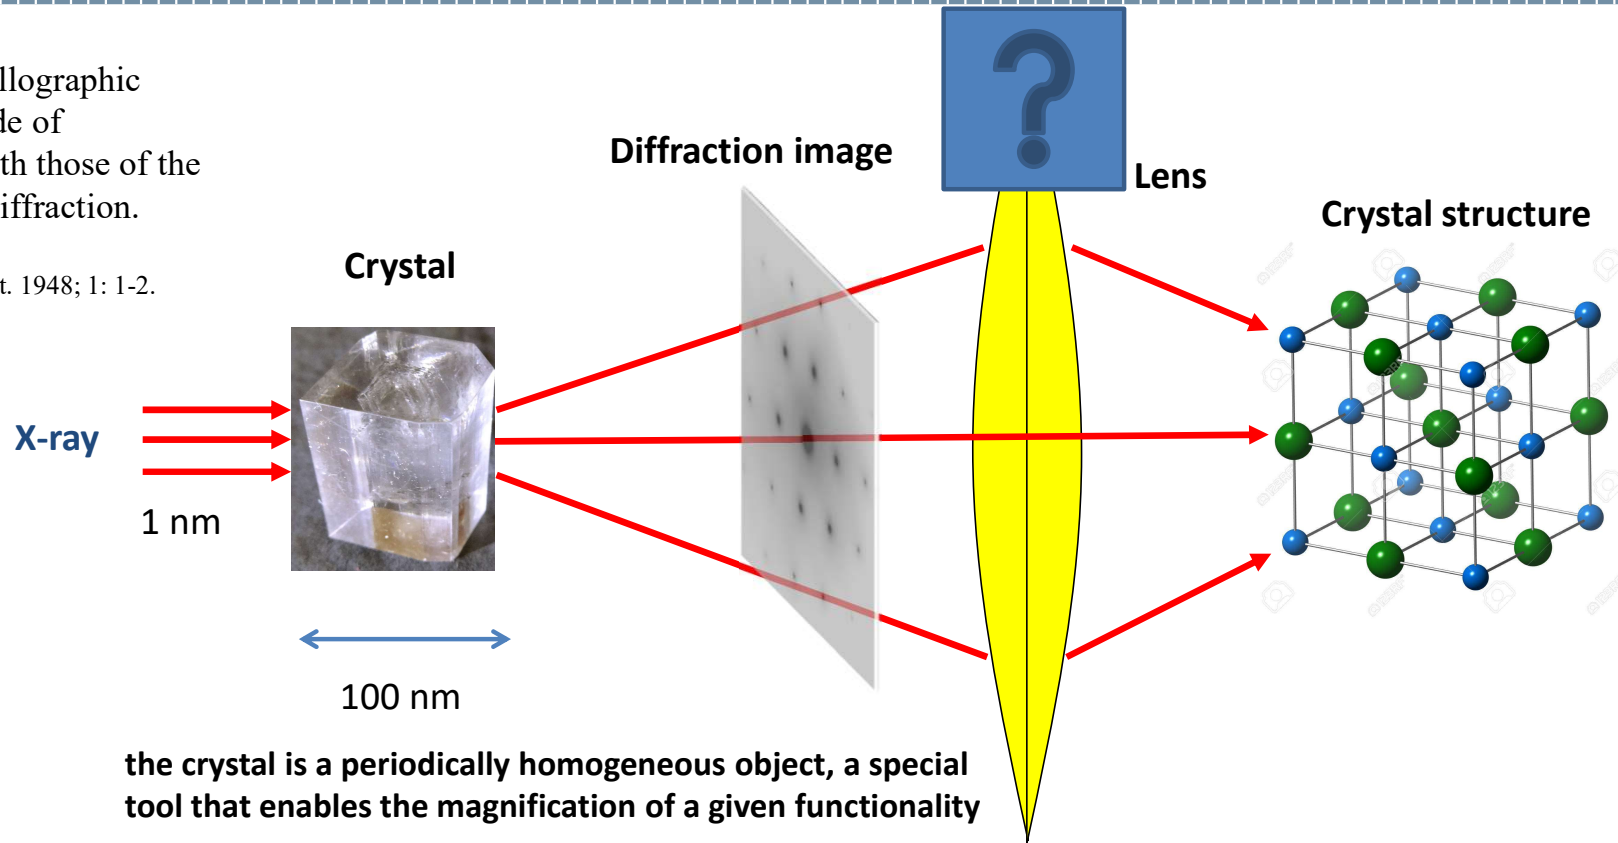 llographic
le of
th those of the
iffraction.
t. 1948; 1: 1-2.
?
Diffraction image
Lens
Crystal structure
Crystal
X-ray
1 nm
100 nm
the crystal is a periodically homogeneous object, a special
tool that enables the magnification of a given functionality